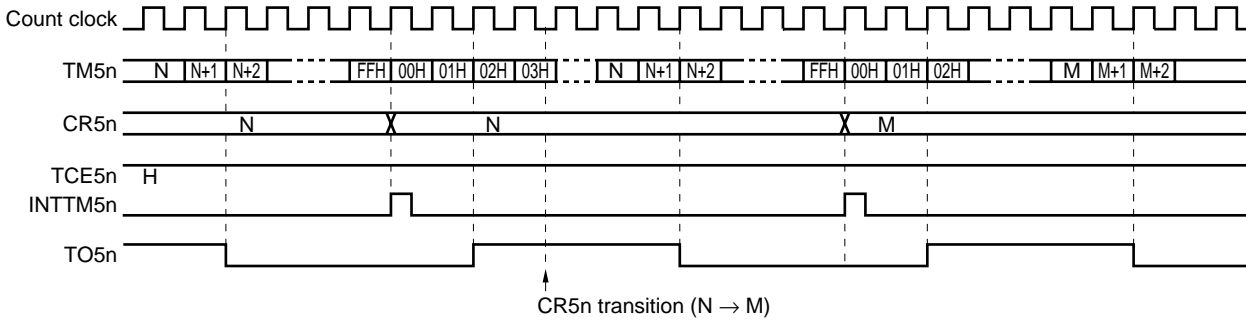 Count clock
TM5n N N+1 N+2 FFH 00H 01H 02H 03H N N+1 N+2 FFH 00H 01H 02H M M+1 M+2
CR5n N N M
TCE5n H
INTTM5n
TO5n
CR5n transition (N → M)